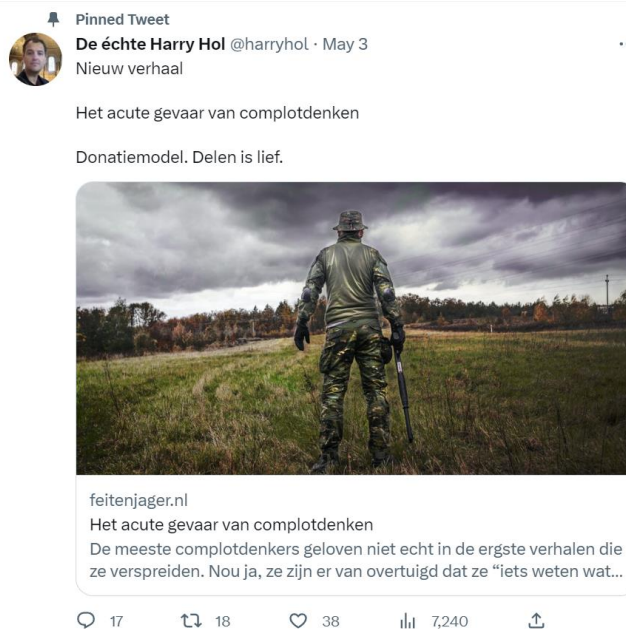 Pinned Tweet
De échte Harry Hol @harryhol · May 3
Nieuw verhaal
Het acute gevaar van complotdenken
Donatiemodel. Delen is lief.
feitenjager.nl
Het acute gevaar van complotdenken
De meeste complotdenkers geloven niet echt in de ergste verhalen die
ze verspreiden. Nou ja, ze zijn er van overtuigd dat ze “iets weten wat...
17 18 38 7,240